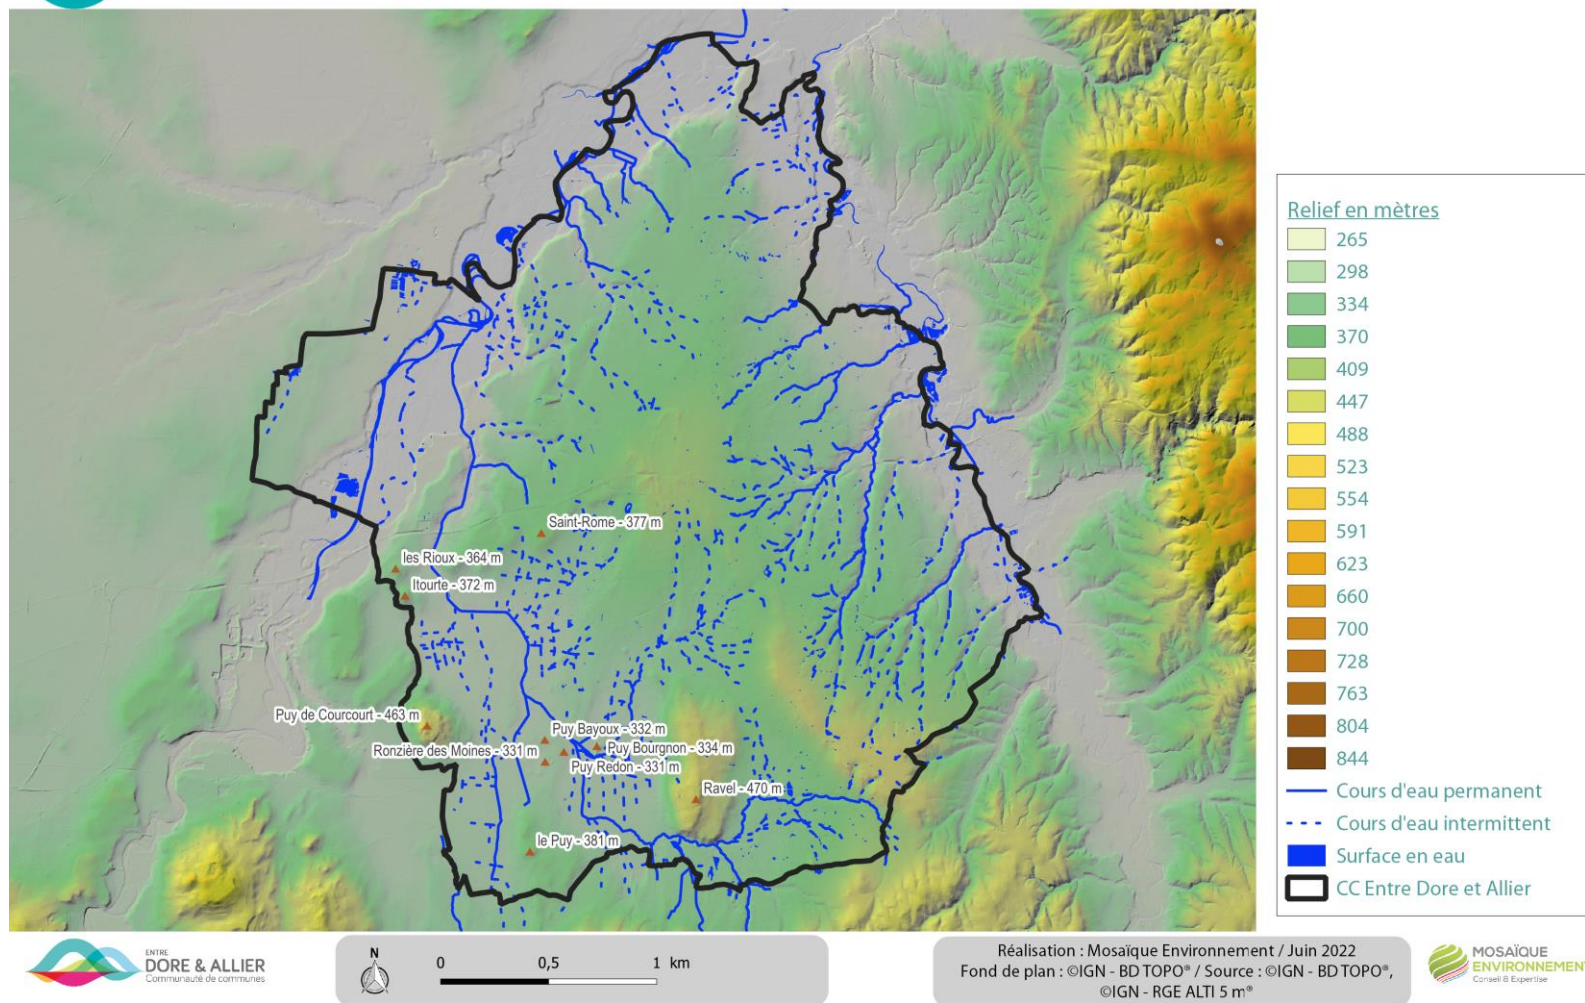 Saint-Rome - 377 m
les Rioux - 364 m
Itourte - 372 m
Puy de Courcourt - 463 m
Puy Bayoux - 332 m
Ronzière des Moines - 331 m
Puy Bourgnon - 334 m
Puy Redon - 331 m
Ravel - 470 m
le Puy - 381 m
Relief en mètres
265
298
334
370
409
447
488
523
554
591
623
660
700
728
763
804
844
Cours d'eau permanent
Cours d'eau intermittent
Surface en eau
CC Entre Dore et Allier
ENTRE
DORE & ALLIER
Communauté de communes
N
0 0,5 1 km
Réalisation : Mosaïque Environnement / Juin 2022
Fond de plan : ©IGN - BD TOPO® / Source : ©IGN - BD TOPO®,
©IGN - RGE ALTI 5 m®
MOSAÏQUE
ENVIRONNEMENT
Conseil & Expertise